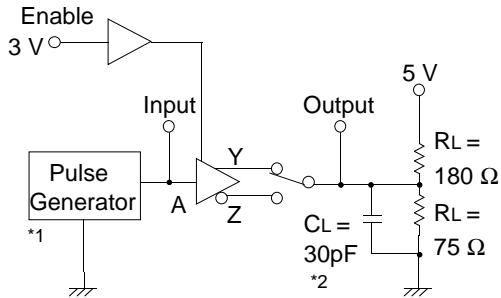 Enable
3 V
5 V
Input
Output
RL =
180 Ω
Pulse
Generator
*1
A
Y
Z
CL =
30pF
*2
RL =
75 Ω